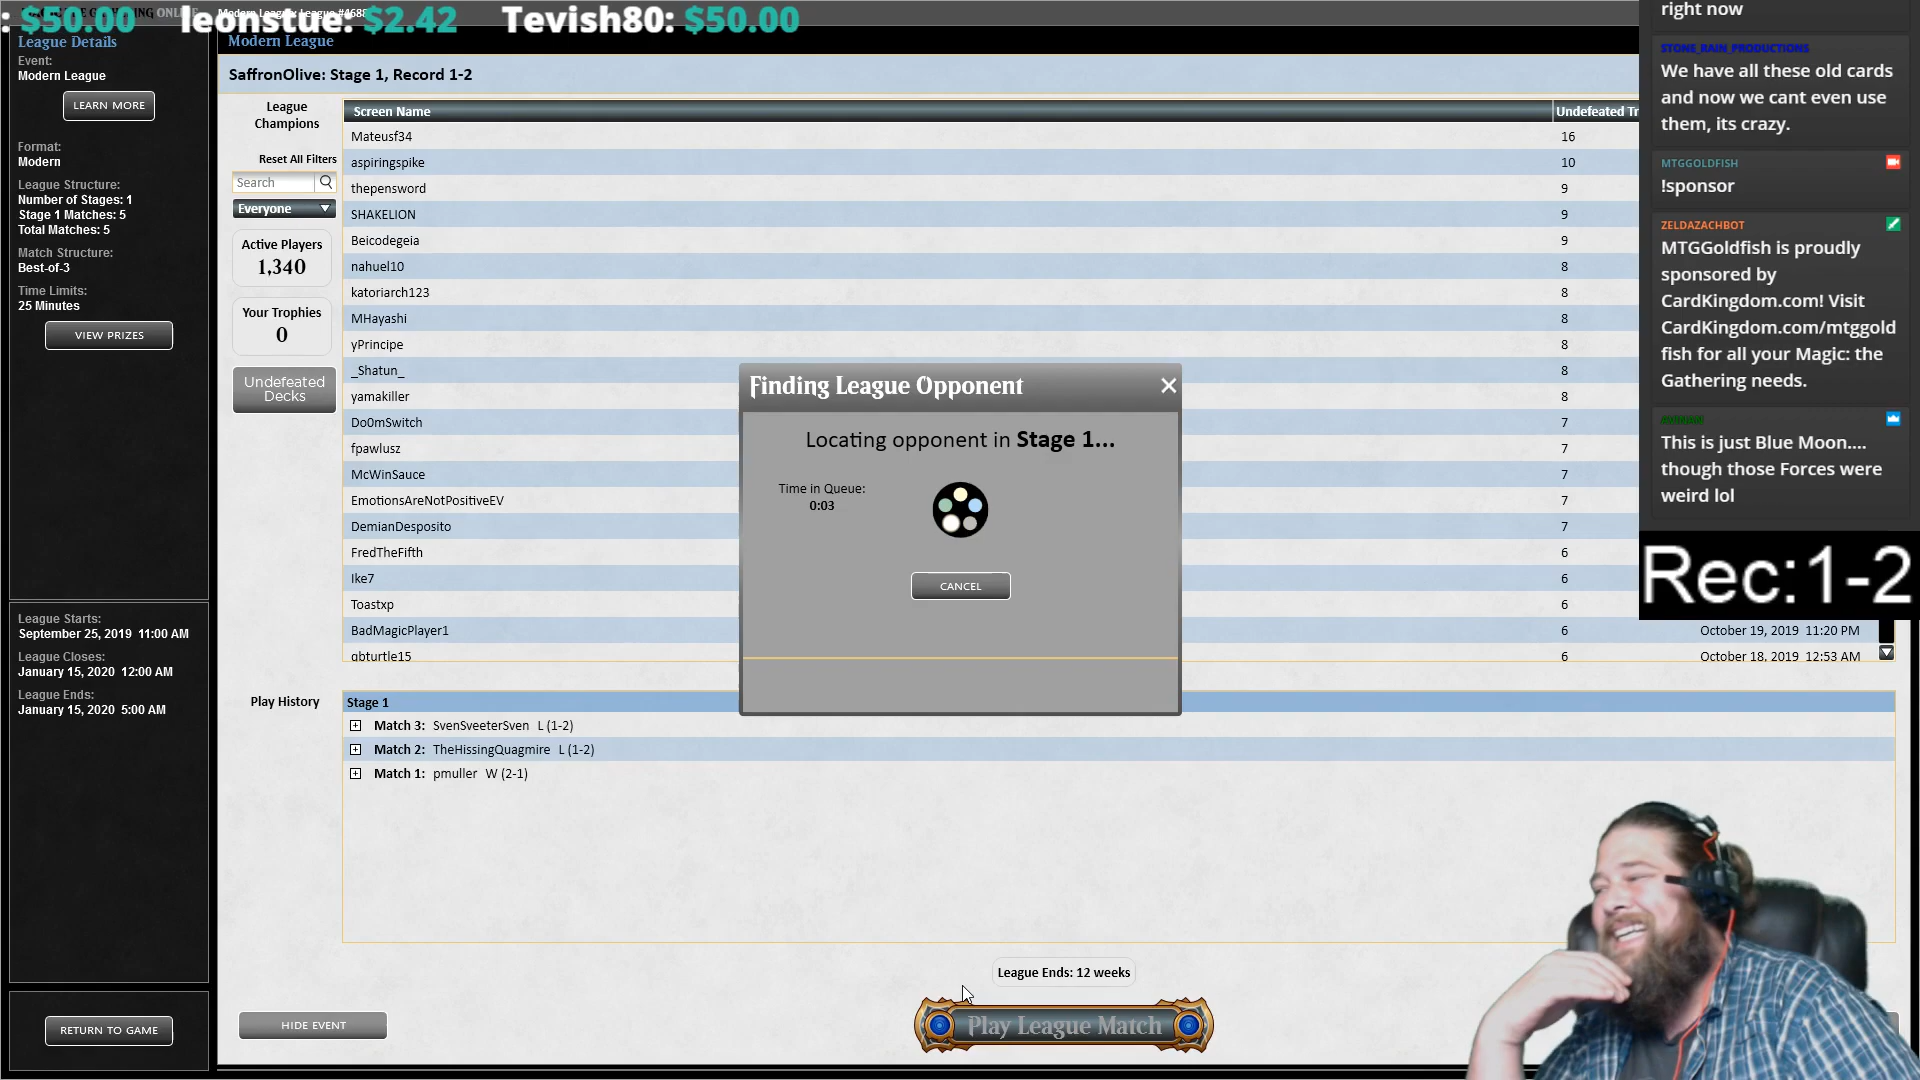 : $50.00 leonstue: $2.42 Tevish80: $50.00
League Details
Event:
Modern League
LEARN MORE
Format:
Modern
League Structure:
Number of Stages: 1
Stage 1 Matches: 5
Total Matches: 5
Match Structure:
Best-of-3
Time Limits:
25 Minutes
VIEW PRIZES
League Starts:
September 25, 2019 11:00 AM
League Closes:
January 15, 2020 12:00 AM
League Ends:
January 15, 2020 5:00 AM
RETURN TO GAME
Modern League
SaffronOlive: Stage 1, Record 1-2
League
Champions
Reset All Filters
Search
Everyone
Active Players
1,340
Your Trophies
0
Undefeated
Decks
Screen Name Undefeated Tr
Mateusf34 16
aspiringspike 10
thepensword 9
SHAKELION 9
Beicodegeia 9
nahuel10 8
katoriarch123 8
MHayashi 8
yPrincipe 8
_Shatun_ 8
yamakiller 8
Do0mSwitch 7
fpawlusz 7
McWinSauce 7
EmotionsAreNotPositiveEV 7
DemianDesposito 7
FredTheFifth 6
Ike7 6
Toastxp 6
BadMagicPlayer1 6 October 19, 2019 11:20 PM
qbturtle15 6 October 18, 2019 12:53 AM
Finding League Opponent
Locating opponent in Stage 1...
Time in Queue:
0:03
CANCEL
Play History
Stage 1
Match 3: SvenSveeterSven L (1-2)
Match 2: TheHissingQuagmire L (1-2)
Match 1: pmuller W (2-1)
League Ends: 12 weeks
HIDE EVENT
Play League Match
right now
STONE_RAIN_PRODUCTIONS
We have all these old cards
and now we cant even use
them, its crazy.
MTGGOLDFISH
!sponsor
ZELDAZACHBOT
MTGGoldfish is proudly
sponsored by
CardKingdom.com! Visit
CardKingdom.com/mtggold
fish for all your Magic: the
Gathering needs.
This is just Blue Moon....
though those Forces were
weird lol
Rec:1-2